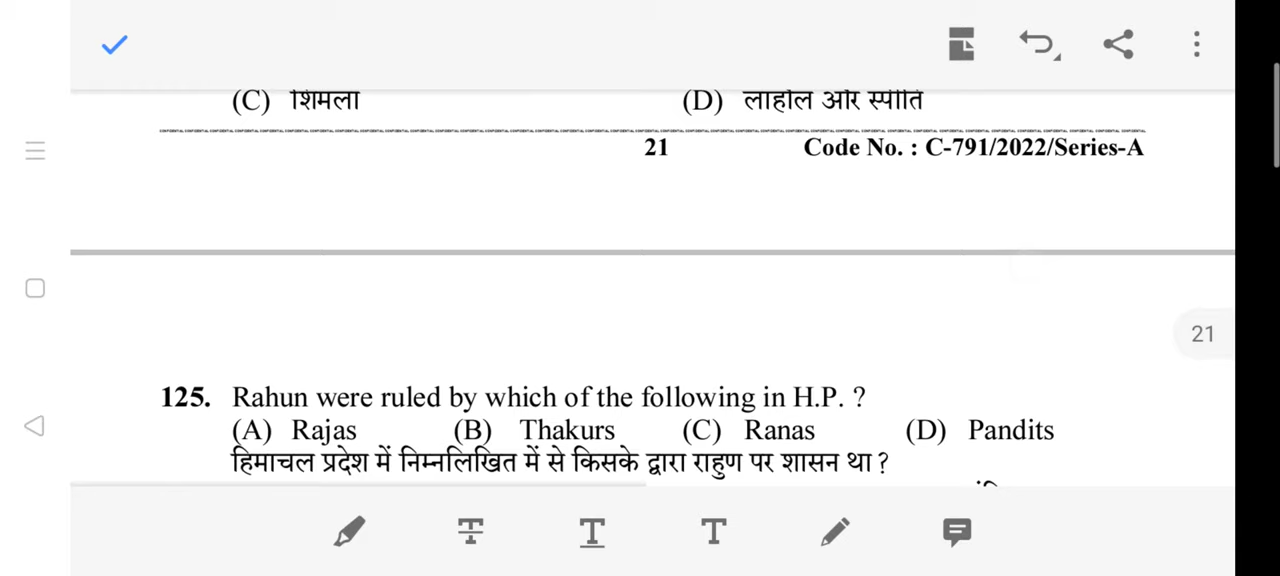 (C) शिमला (D) लाहौल और स्पीति
21 Code No. : C-791/2022/Series-A
21
125. Rahun were ruled by which of the following in H.P. ?
(A) Rajas (B) Thakurs (C) Ranas (D) Pandits
हिमाचल प्रदेश में निम्नलिखित में से किसके द्वारा राहुण पर शासन था ?